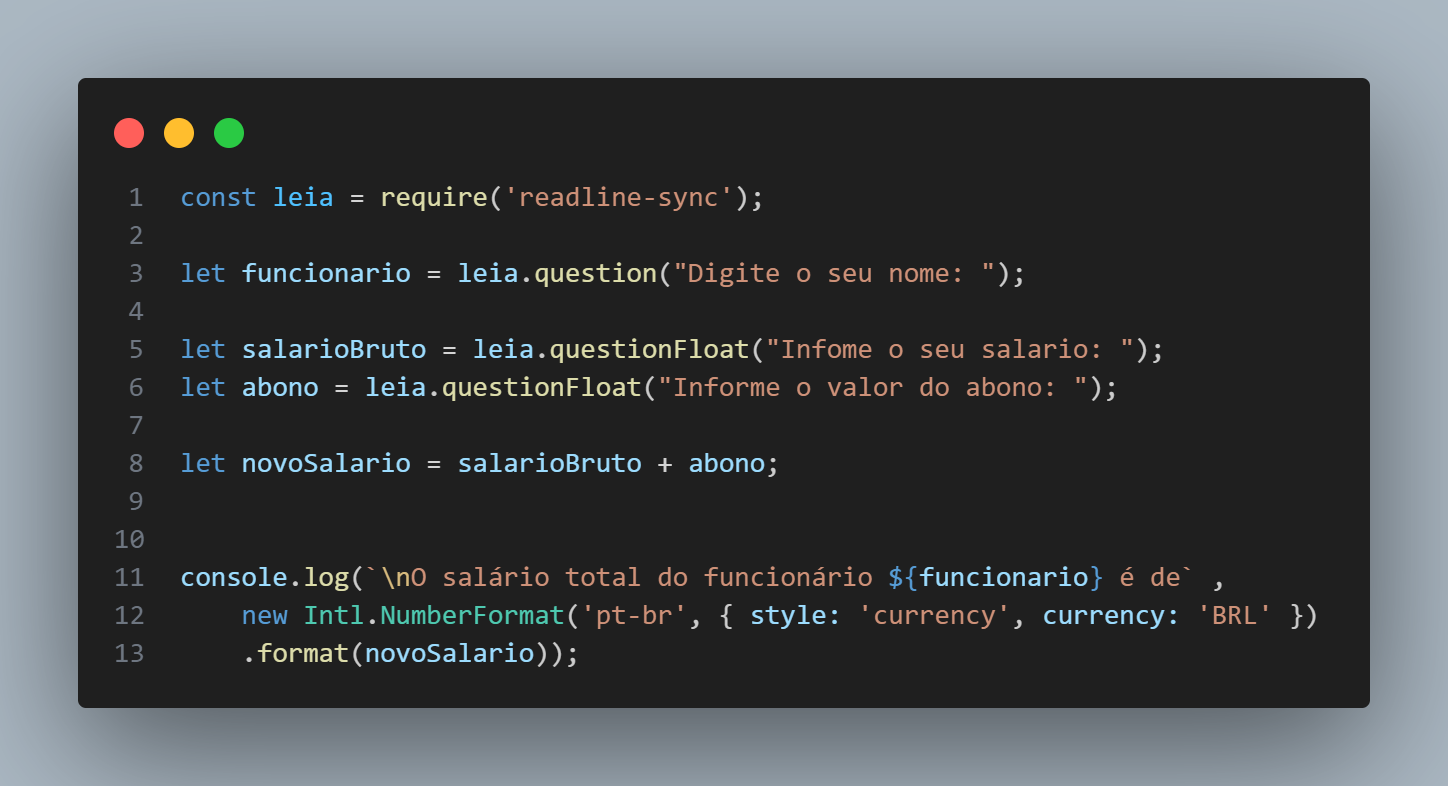 1 const leia = require('readline-sync');
2
3 let funcionario = leia.question("Digite o seu nome: ");
4
5 let salarioBruto = leia.questionFloat("Infome o seu salario: ");
6 let abono = leia.questionFloat("Informe o valor do abono: ");
7
8 let novoSalario = salarioBruto + abono;
9
10
11 console.log(`\nO salário total do funcionário ${funcionario} é de` ,
12     new Intl.NumberFormat('pt-br', { style: 'currency', currency: 'BRL' })
13     .format(novoSalario));